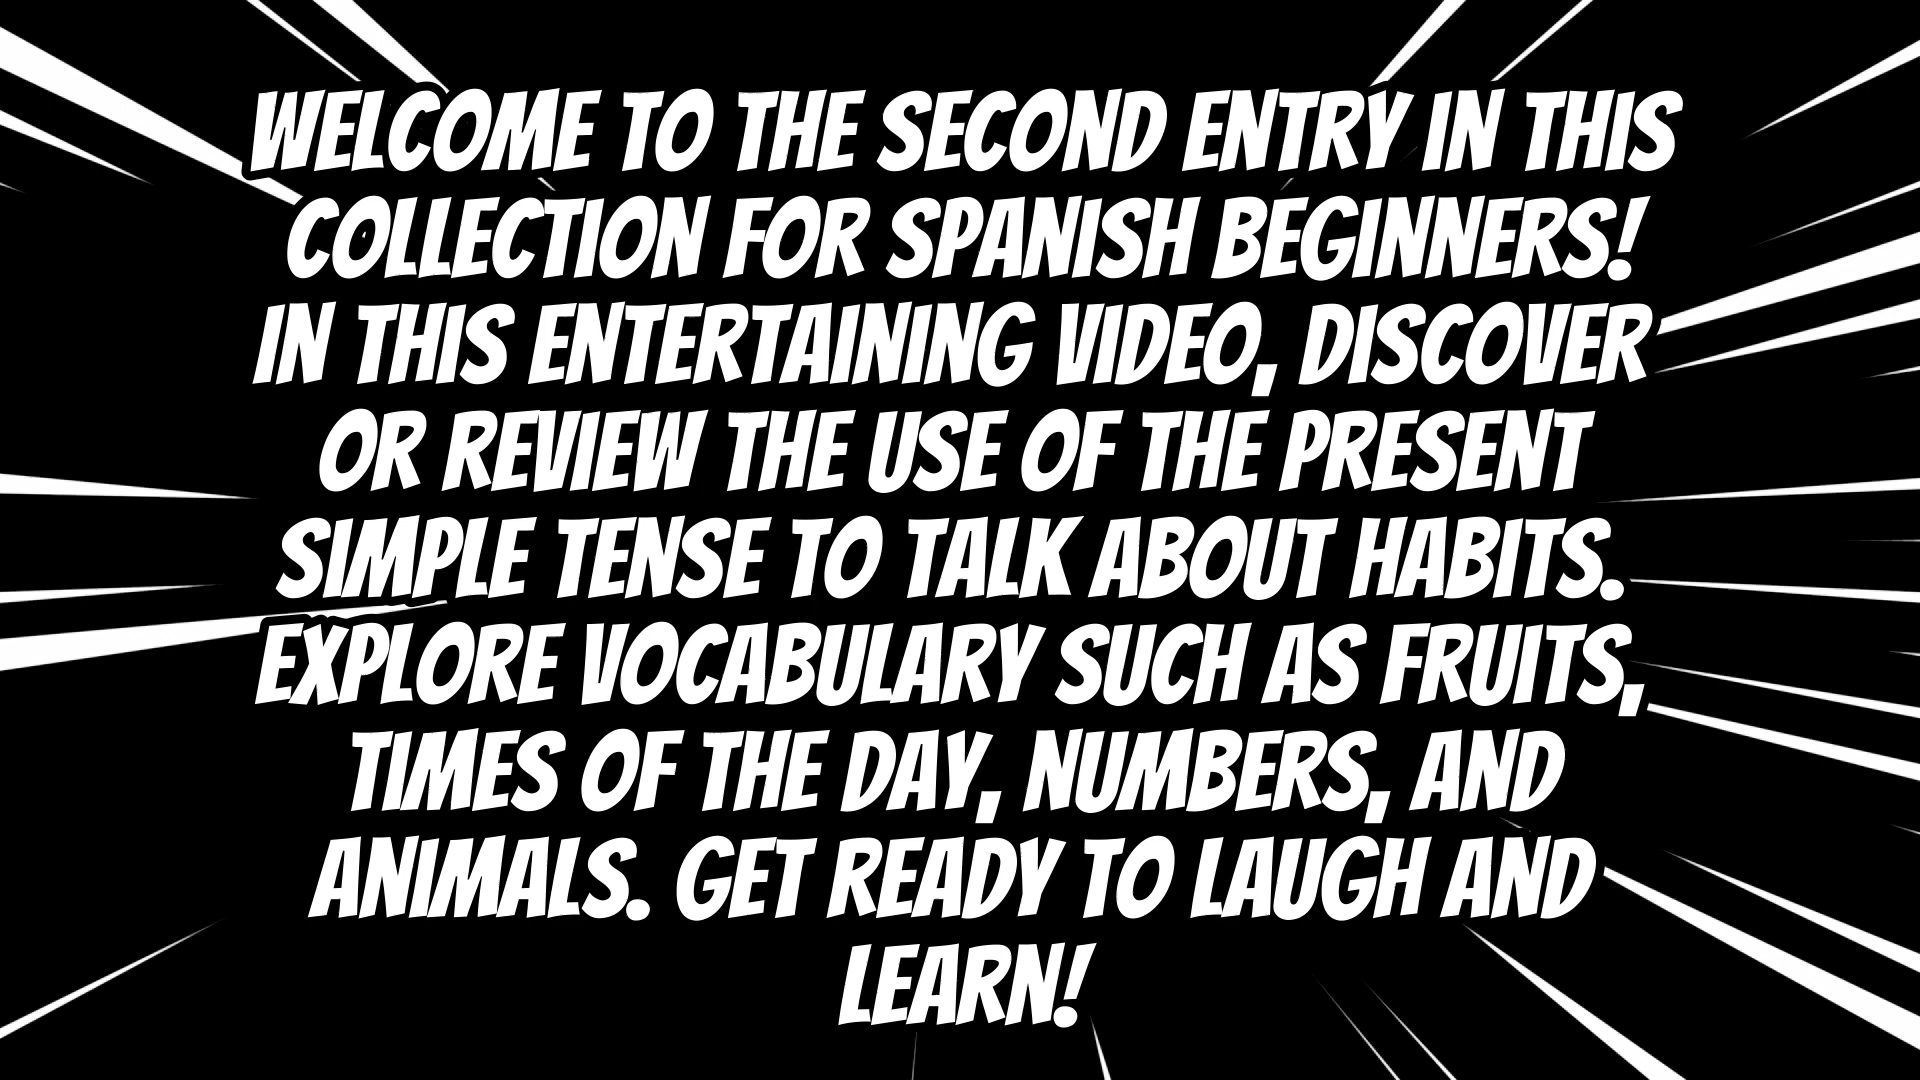 WELCOME TO THE SECOND ENTRY IN THIS
COLLECTION FOR SPANISH BEGINNERS!
IN THIS ENTERTAINING VIDEO, DISCOVER
OR REVIEW THE USE OF THE PRESENT
SIMPLE TENSE TO TALK ABOUT HABITS.
EXPLORE VOCABULARY SUCH AS FRUITS,
TIMES OF THE DAY, NUMBERS, AND
ANIMALS. GET READY TO LAUGH AND
LEARN!